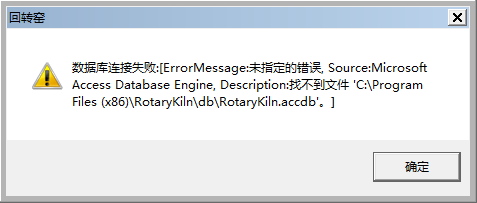 回转窑
数据库连接失败:[ErrorMessage:未指定的错误, Source:Microsoft
Access Database Engine, Description:找不到文件 'C:\Program
Files (x86)\RotaryKiln\db\RotaryKiln.accdb'。]
确定